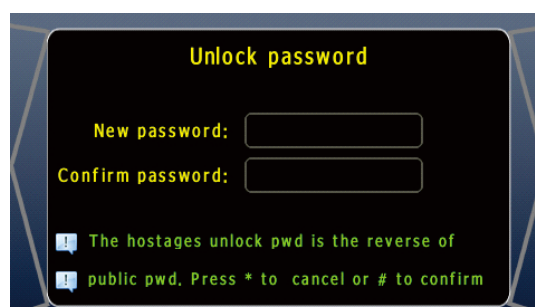 Unlock password
New password:
Confirm password:
The hostages unlock pwd is the reverse of
public pwd. Press * to cancel or # to confirm